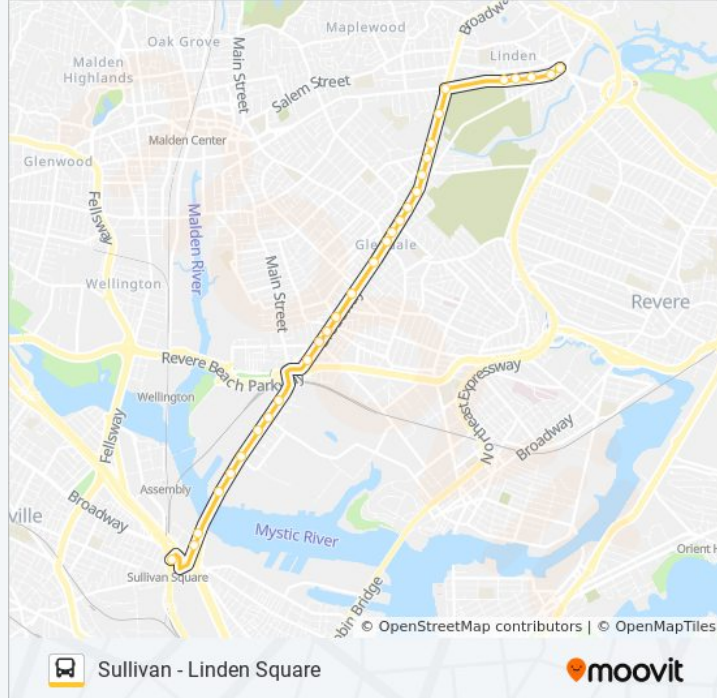 Broadway
Maplewood
Oak Grove
Linden
Main Street
Malden
Highlands
Salem Street
Malden Center
Glenwood
Fellsway
Malden River
Glendale
Main Street
Wellington
Revere
Revere Beach Parkway
Northeast Expressway
Wellington
Fellsway
Broadway
Assembly
Broadway
ville
Mystic River
Orient H
Sullivan Square
obin Bridge
© OpenStreetMap contributors | © OpenMapTiles
Sullivan - Linden Square
moovit